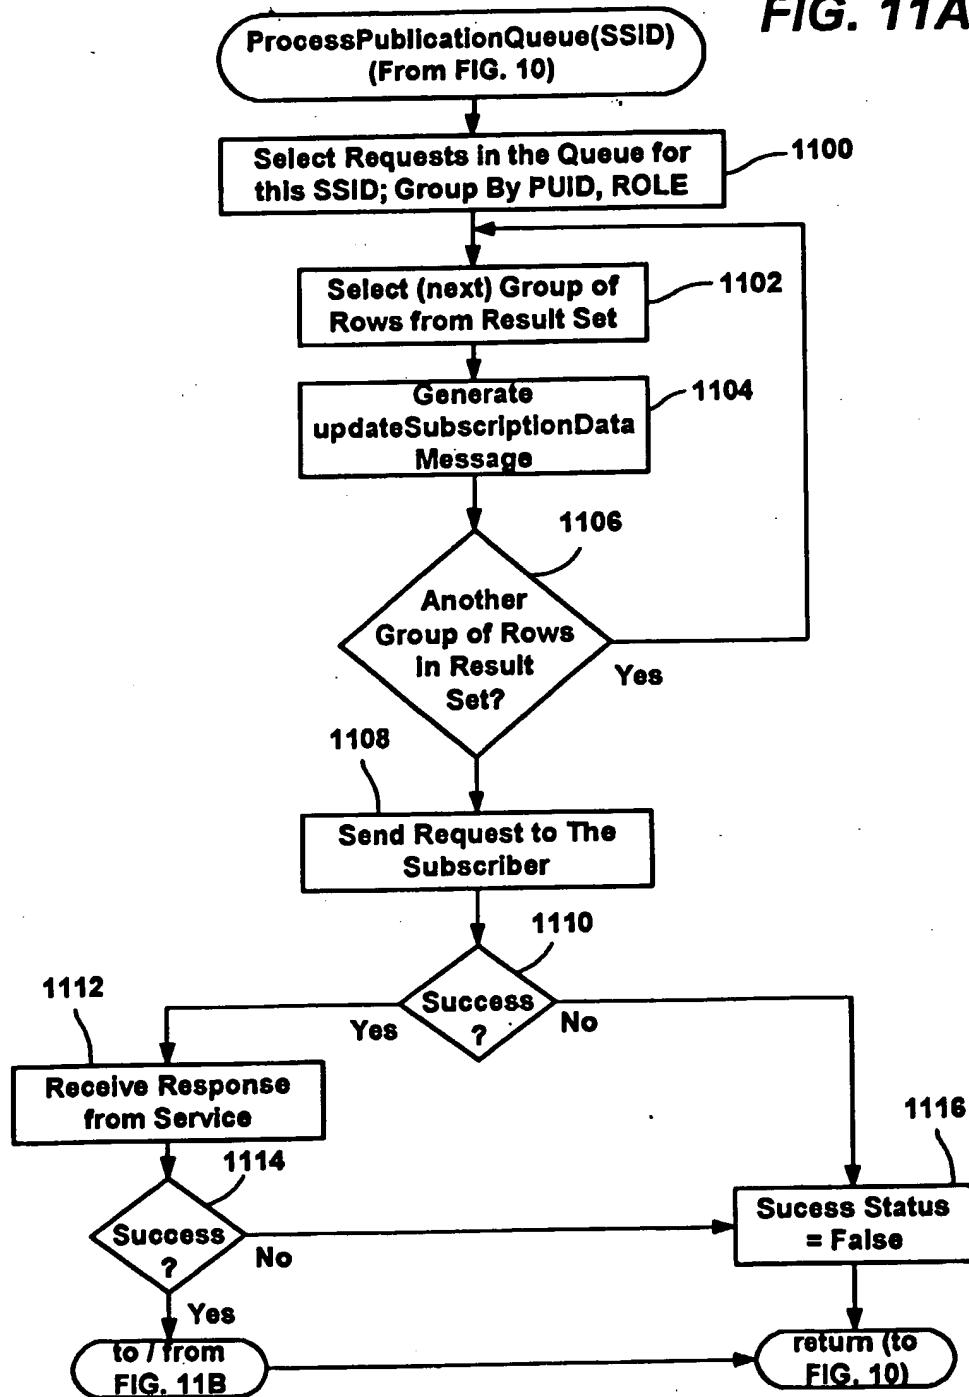 FIG. 11A
ProcessPublicationQueue(SSID)
(From FIG. 10)
Select Requests in the Queue for
this SSID; Group By PUID, ROLE
1100
Select (next) Group of
Rows from Result Set
1102
Generate
updateSubscriptionData
Message
1104
1106
Another
Group of Rows
in Result
Set?
Yes
1108
Send Request to The
Subscriber
1110
Success
?
Yes
No
1112
Receive Response
from Service
1114
Success
?
No
Yes
1116
Sucess Status
= False
to / from
FIG. 11B
return (to
FIG. 10)